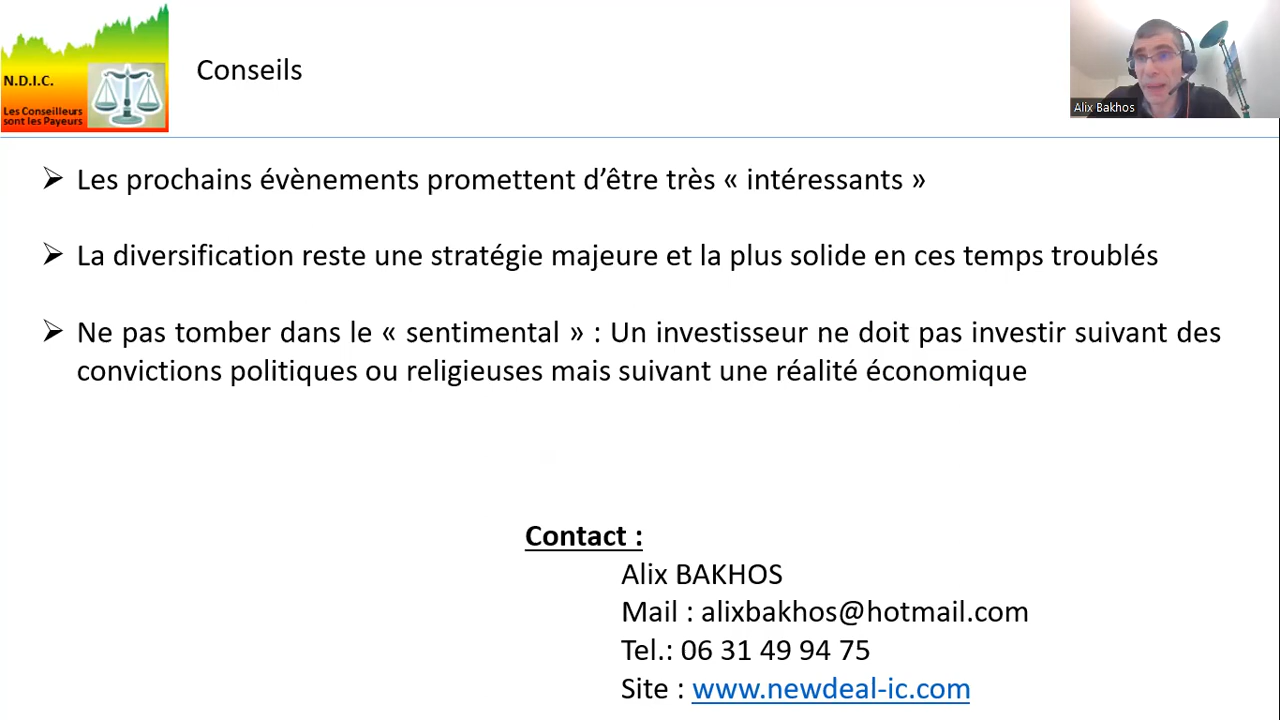 N.D.I.C.
Les Conseilleurs
sont les Payeurs
Conseils
Alix Bakhos
➢ Les prochains évènements promettent d’être très « intéressants »
➢ La diversification reste une stratégie majeure et la plus solide en ces temps troublés
➢ Ne pas tomber dans le « sentimental » : Un investisseur ne doit pas investir suivant des
convictions politiques ou religieuses mais suivant une réalité économique
Contact :
Alix BAKHOS
Mail : alixbakhos@hotmail.com
Tel.: 06 31 49 94 75
Site : www.newdeal-ic.com